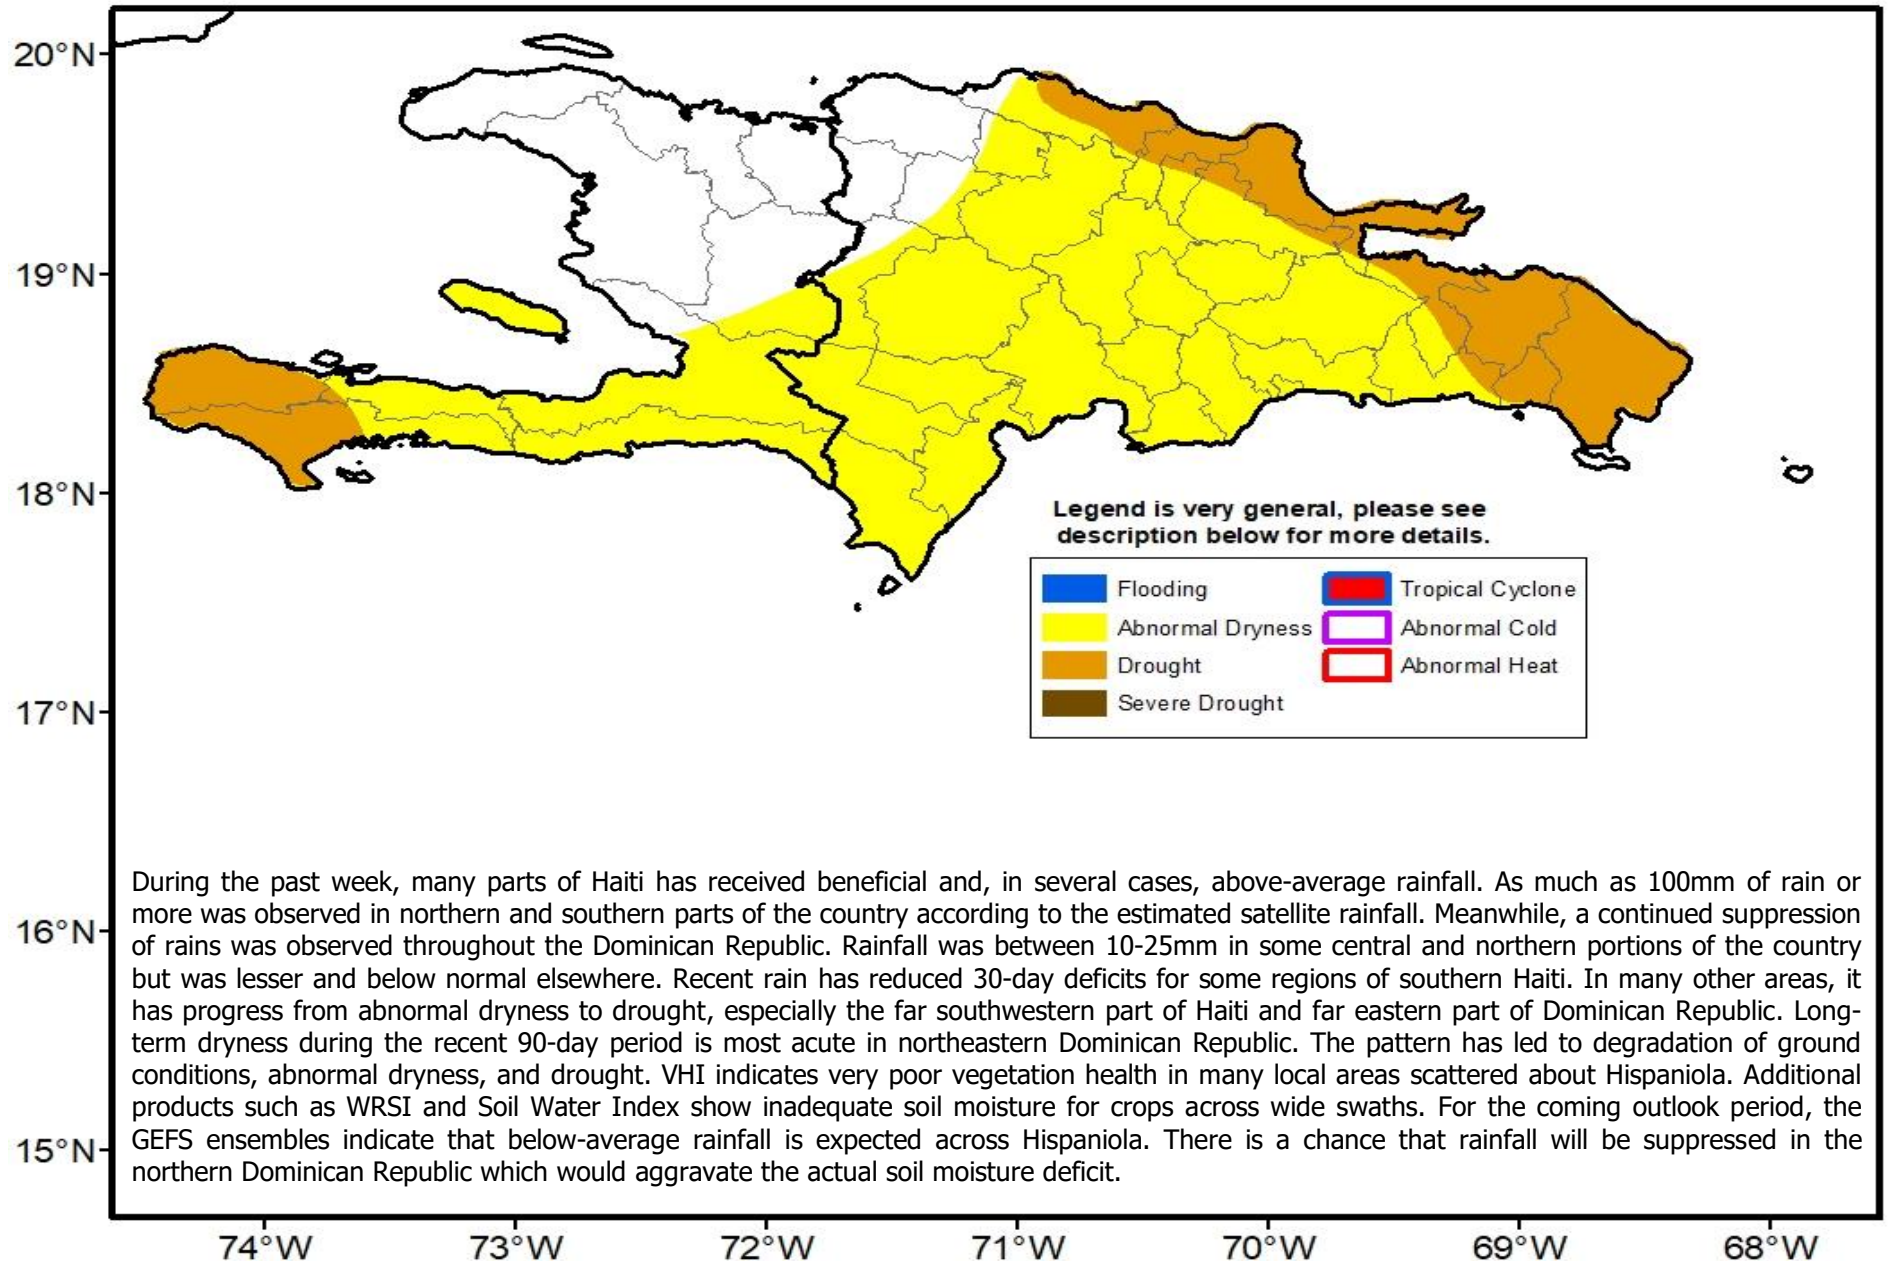 20°N
19°N
18°N
17°N
16°N
15°N
Legend is very general, please see
description below for more details.
Flooding
Abnormal Dryness
Drought
Severe Drought
Tropical Cyclone
Abnormal Cold
Abnormal Heat
During the past week, many parts of Haiti has received beneficial and, in several cases, above-average rainfall. As much as 100mm of rain or
more was observed in northern and southern parts of the country according to the estimated satellite rainfall. Meanwhile, a continued suppression
of rains was observed throughout the Dominican Republic. Rainfall was between 10-25mm in some central and northern portions of the country
but was lesser and below normal elsewhere. Recent rain has reduced 30-day deficits for some regions of southern Haiti. In many other areas, it
has progress from abnormal dryness to drought, especially the far southwestern part of Haiti and far eastern part of Dominican Republic. Long-
term dryness during the recent 90-day period is most acute in northeastern Dominican Republic. The pattern has led to degradation of ground
conditions, abnormal dryness, and drought. VHI indicates very poor vegetation health in many local areas scattered about Hispaniola. Additional
products such as WRSI and Soil Water Index show inadequate soil moisture for crops across wide swaths. For the coming outlook period, the
GEFS ensembles indicate that below-average rainfall is expected across Hispaniola. There is a chance that rainfall will be suppressed in the
northern Dominican Republic which would aggravate the actual soil moisture deficit.
74°W 73°W 72°W 71°W 70°W 69°W 68°W